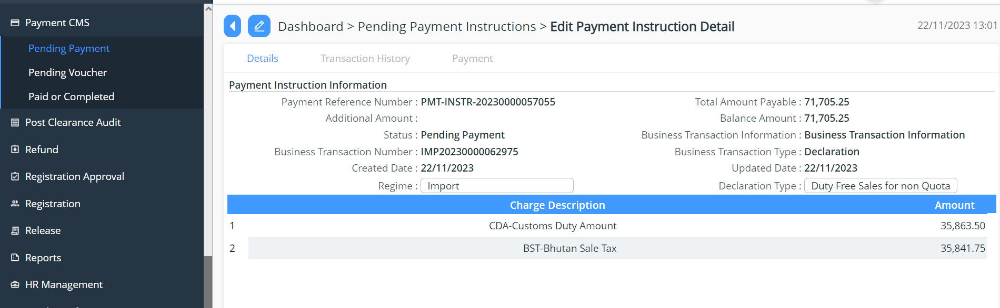 Payment CMS
Pending Payment
Pending Voucher
Paid or Completed
Post Clearance Audit
Refund
Registration Approval
Registration
Release
Reports
HR Management
Dashboard > Pending Payment Instructions > Edit Payment Instruction Detail
22/11/2023 13:01
Details Transaction History Payment
Payment Instruction Information
Payment Reference Number : PMT-INSTR-20230000057055 Total Amount Payable : 71,705.25
Additional Amount : Balance Amount : 71,705.25
Status : Pending Payment Business Transaction Information : Business Transaction Information
Business Transaction Number : IMP20230000062975 Business Transaction Type : Declaration
Created Date : 22/11/2023 Updated Date : 22/11/2023
Regime : Import Declaration Type : Duty Free Sales for non Quota
Charge Description Amount
1 CDA-Customs Duty Amount 35,863.50
2 BST-Bhutan Sale Tax 35,841.75